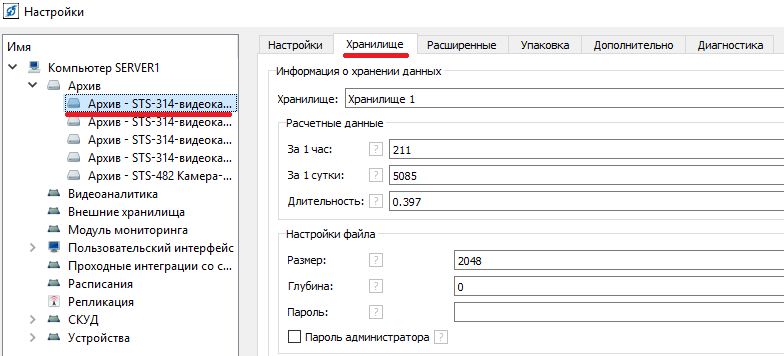 Настройки
Имя
Компьютер SERVER1
Архив
Архив - STS-314-видеока...
Архив - STS-314-видеока...
Архив - STS-314-видеока...
Архив - STS-314-видеока...
Архив - STS-482 Камера-...
Видеоаналитика
Внешние хранилища
Модуль мониторинга
Пользовательский интерфейс
Проходные интеграции со с...
Расписания
Репликация
СКУД
Устройства
Настройки Хранилище Расширенные Упаковка Дополнительно Диагностика
Информация о хранении данных
Хранилище: Хранилище 1
Расчетные данные
За 1 час: ? 211
За 1 сутки: ? 5085
Длительность: ? 0.397
Настройки файла
Размер: ? 2048
Глубина: ? 0
Пароль: ?
Пароль администратора ?